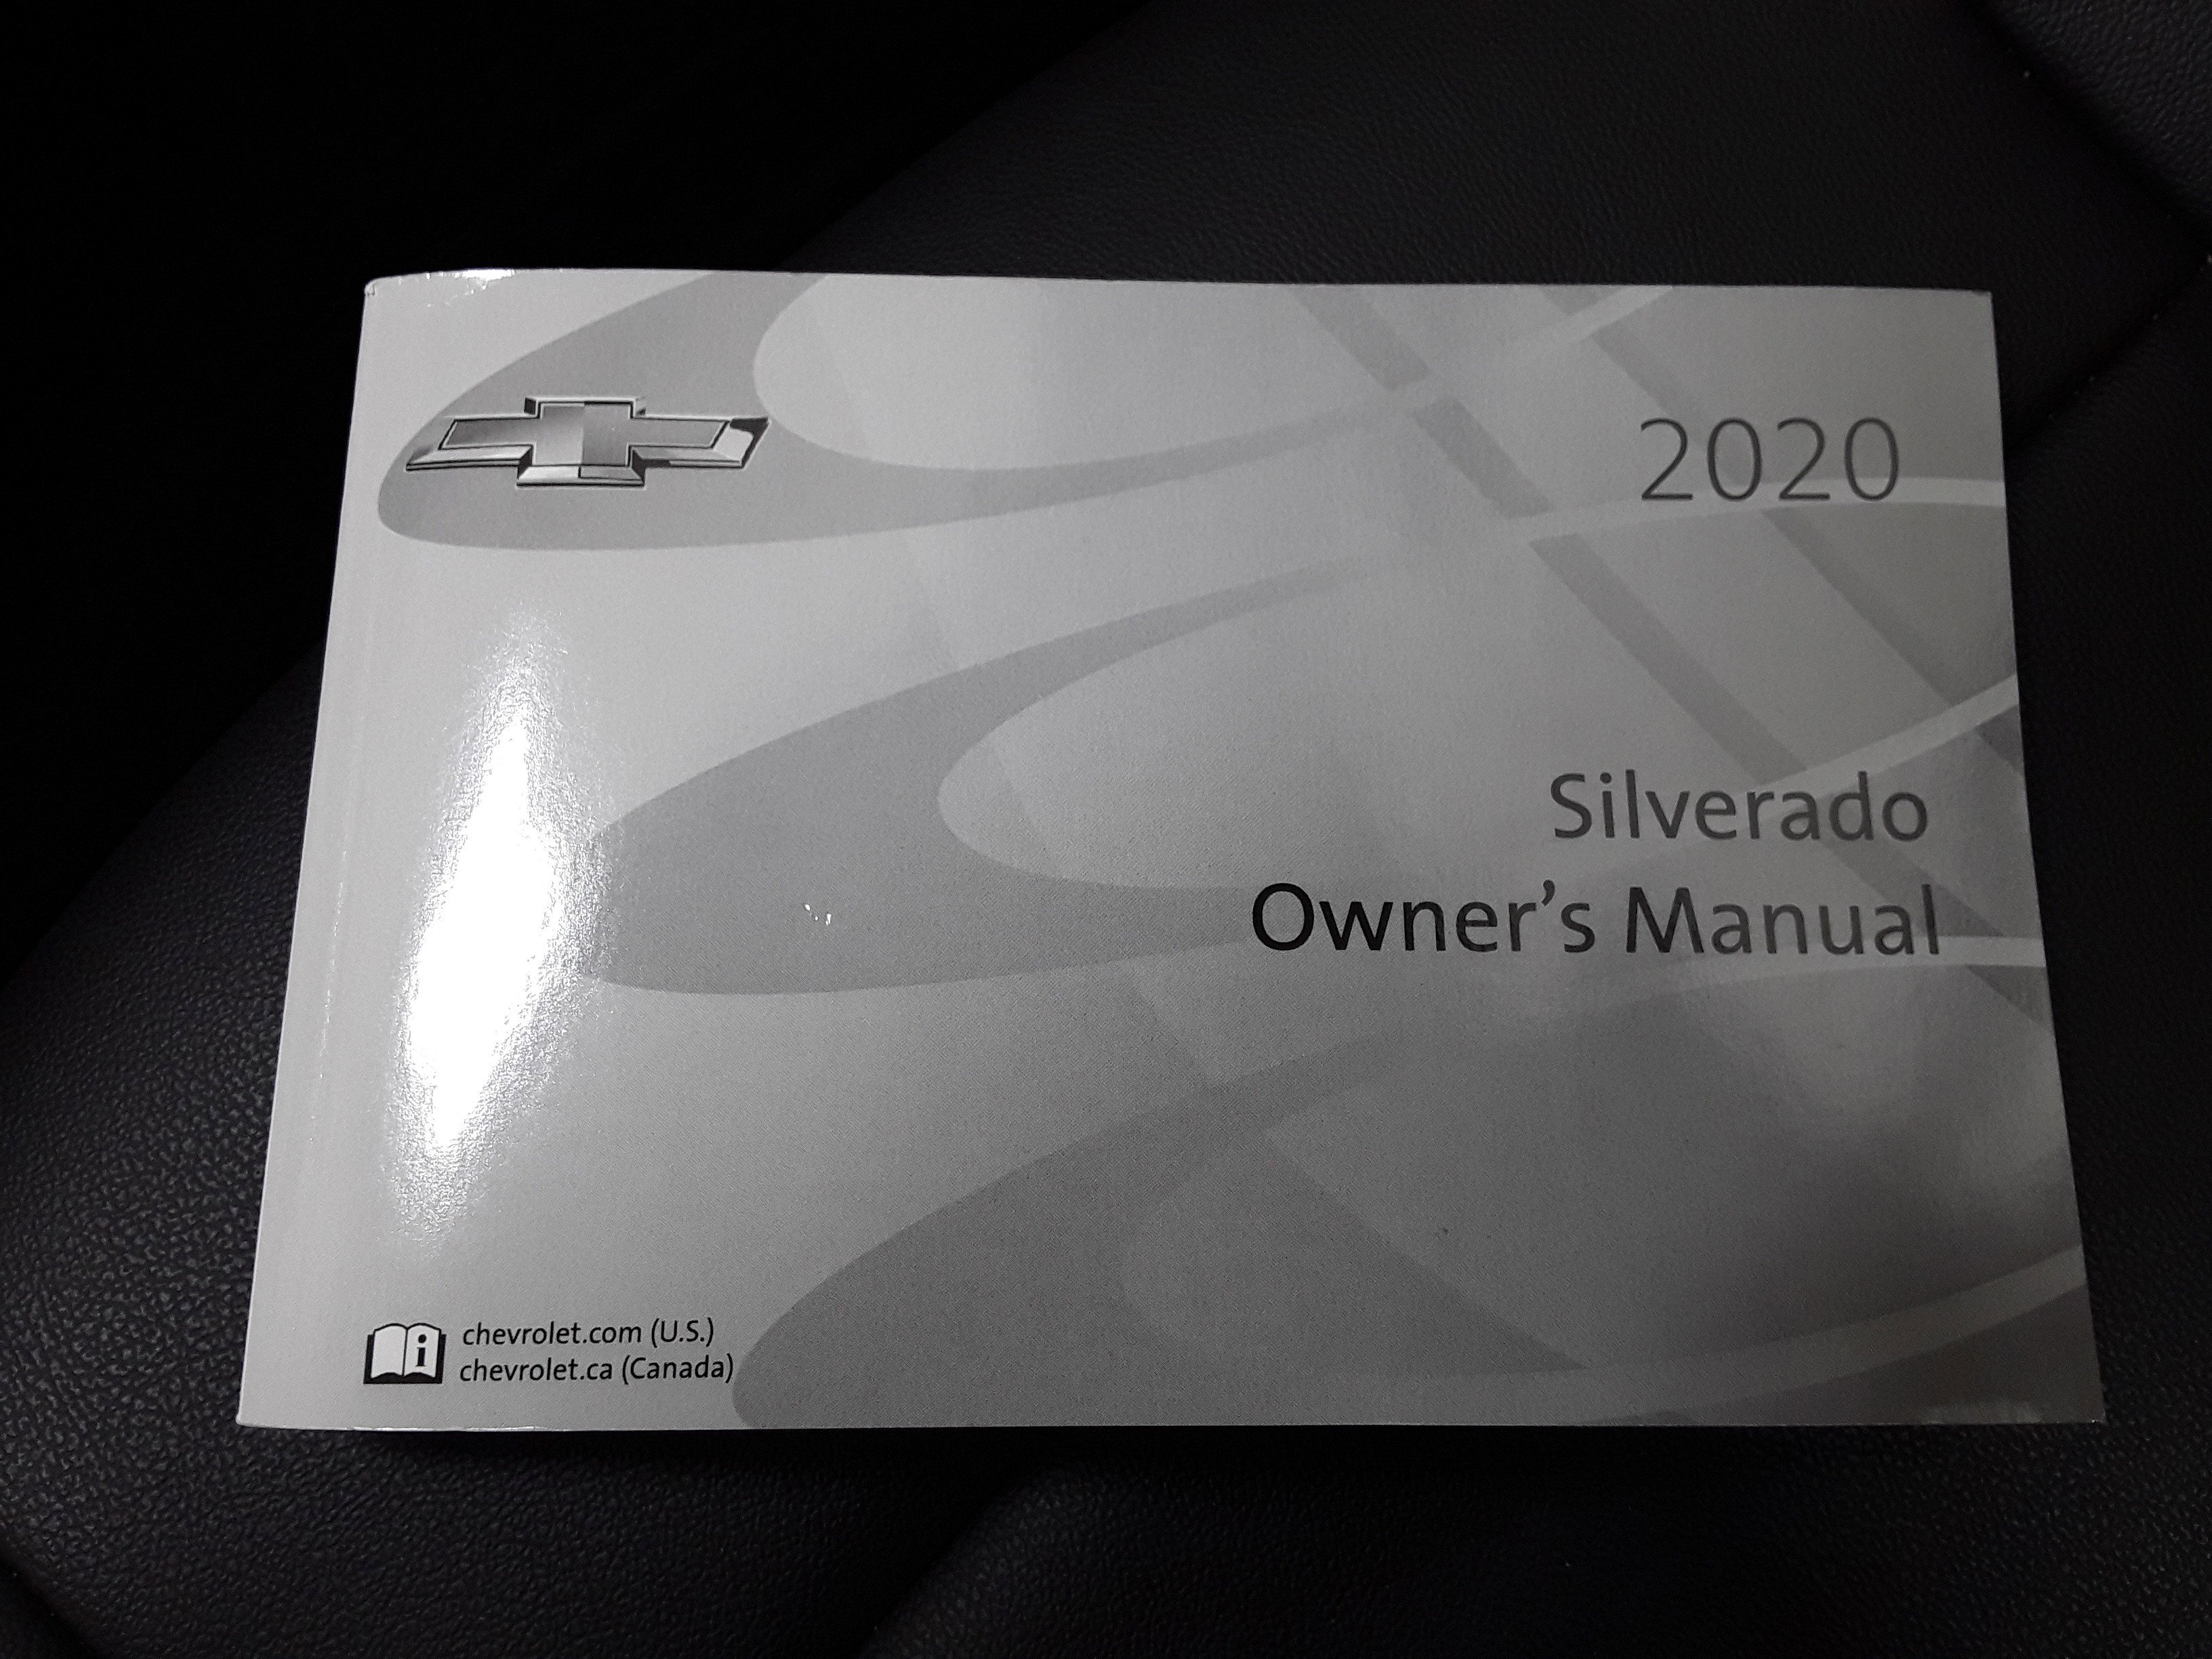 2020
Silverado
Owner's Manual
chevrolet.com (U.S.)
chevrolet.ca (Canada)